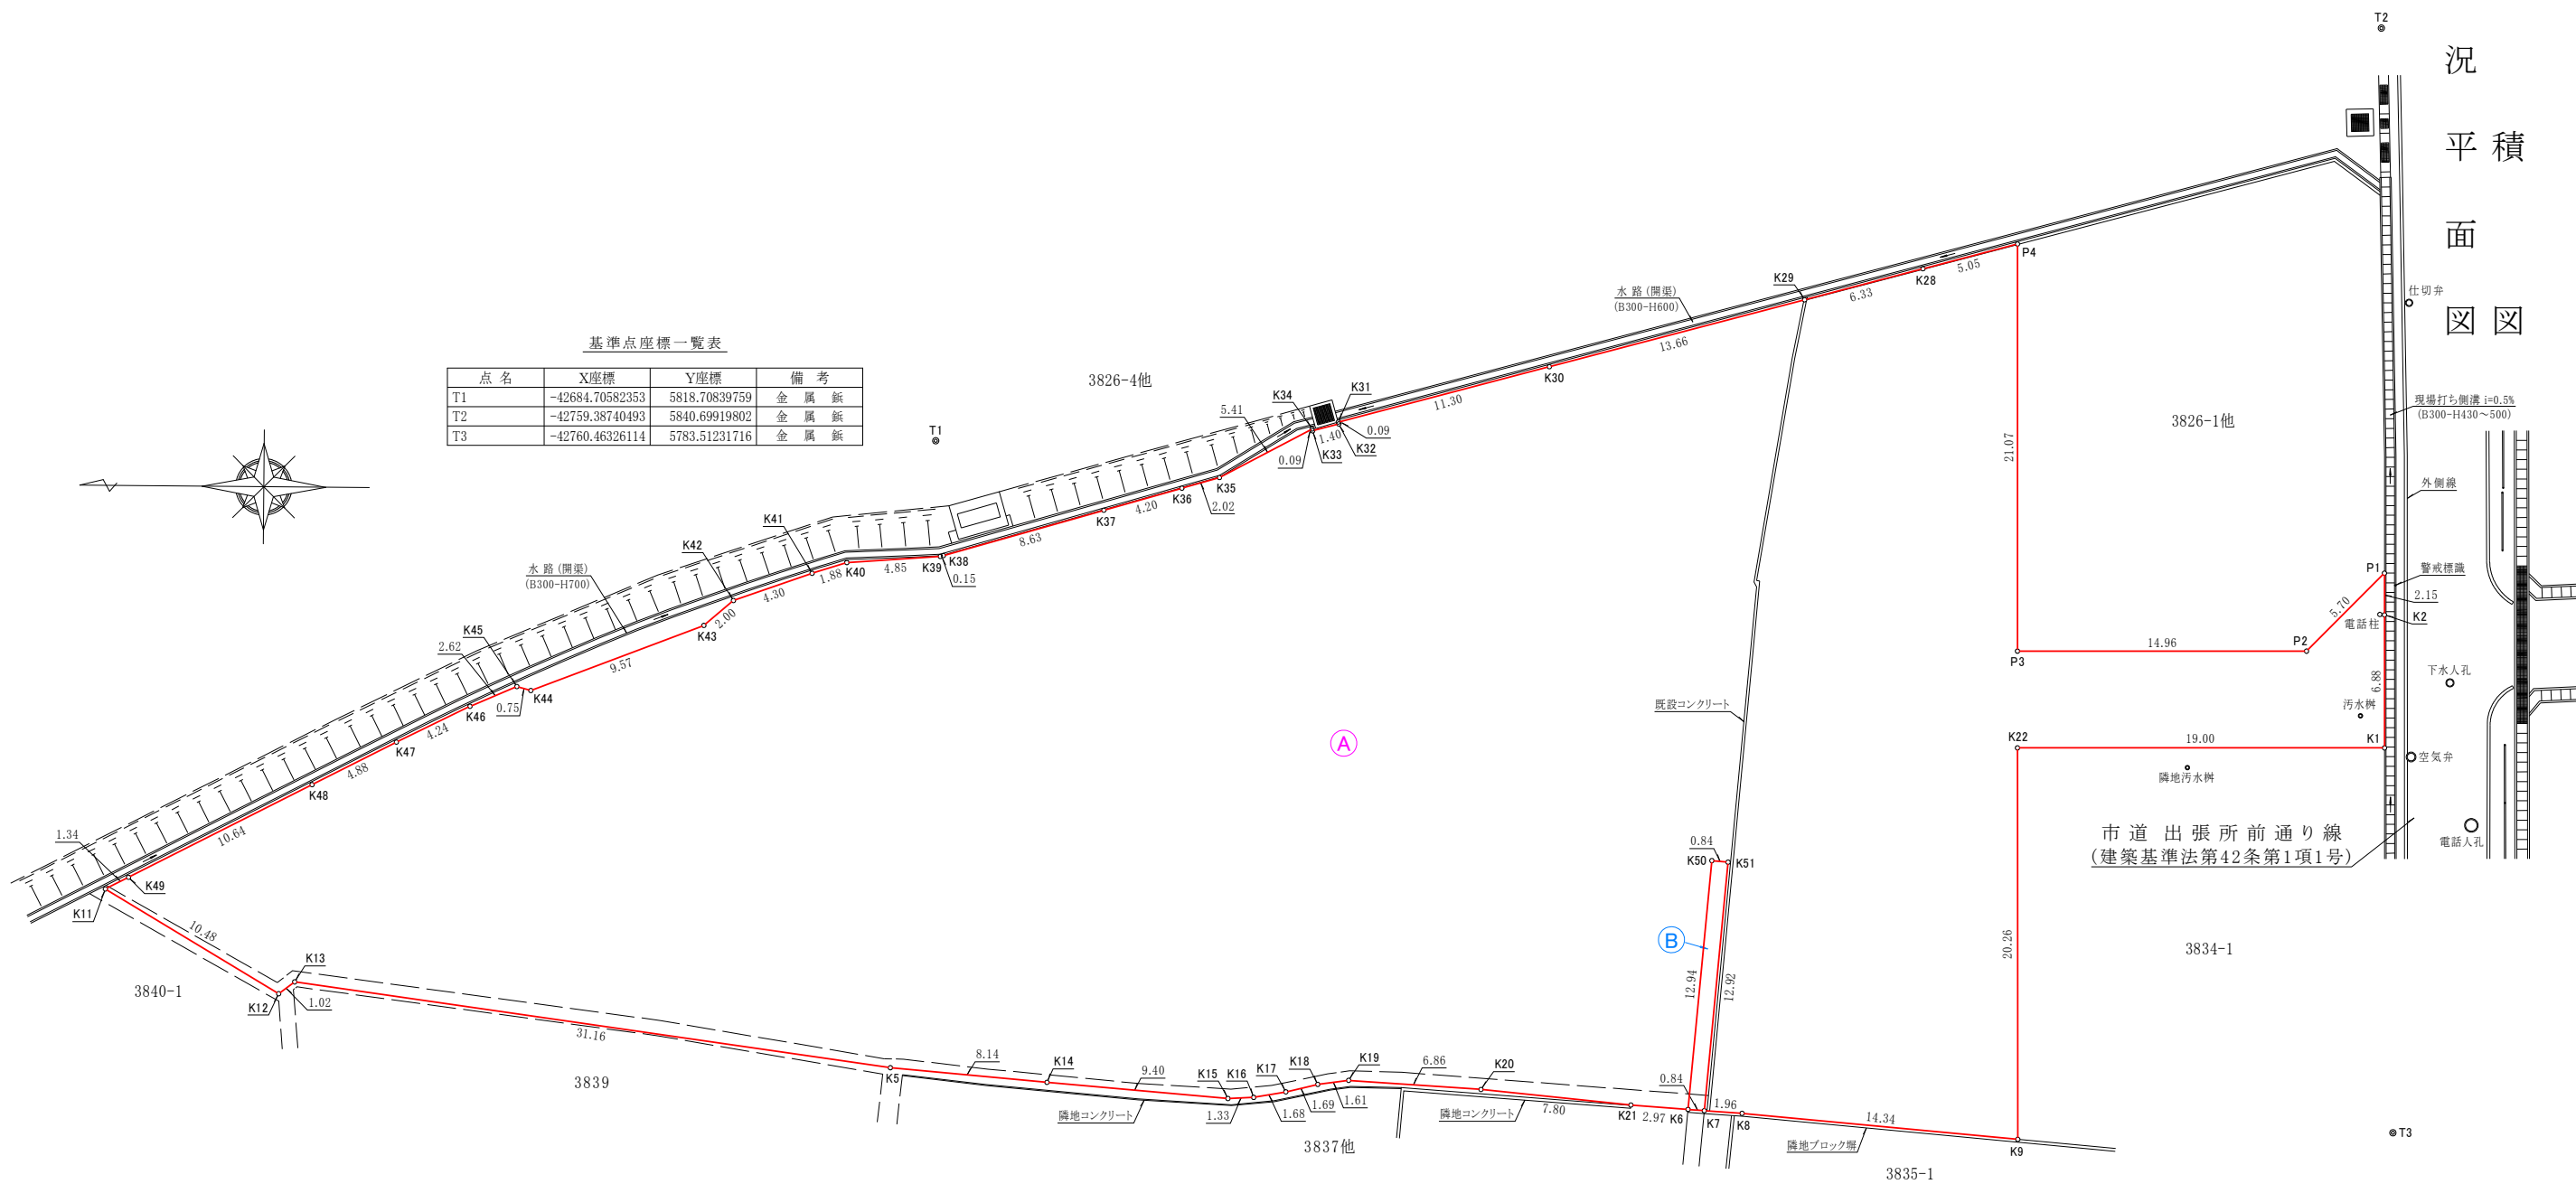 況平面図
積図
T2
P4
5.05
K28
K29
6.33
水路(開渠)
(B300-H600)
13.66
仕切弁
基準点座標一覧表
点名 X座標 Y座標 備考
T1 -42684.70582353 5818.70839759 金属鋲
T2 -42759.38740493 5840.69919802 金属鋲
T3 -42760.46326114 5783.51231716 金属鋲
3826-4他
K30
11.30
K34
K31
現場打ち側溝 i=0.5%
(B300-H430～500)
3826-1他
5.41
T1
1.40
0.09
0.09
K33
K32
21.07
外側線
K35
K36
2.02
4.20
K37
K41
8.63
K42
K38
K39
0.15
K40
4.85
1.88
水路(開渠)
(B300-H700)
4.30
2.00
K43
P1
警戒標識
2.15
5.70
K2
電話柱
K45
2.62
9.57
14.96
P2
P3
K44
0.75
K46
6.88
下水人孔
汚水桝
既設コンクリート
4.24
K47
A
K22
19.00
K1
空気弁
隣地汚水桝
4.88
K48
10.64
1.34
市道 出張所前通り線
(建築基準法第42条第1項1号)
電話人孔
0.84
K50
K51
K49
K11
10.48
B
20.26
3834-1
K13
3840-1
K12
1.02
12.94
12.92
31.16
8.14
K14
9.40
K15
K16
K17
K18
K19
6.86
K20
0.84
K5
3839
隣地コンクリート
1.33
1.68
1.69
1.61
隣地コンクリート
7.80
K21
2.97
K6
1.96
K7
K8
14.34
3837他
隣地ブロック塀
K9
T3
3835-1